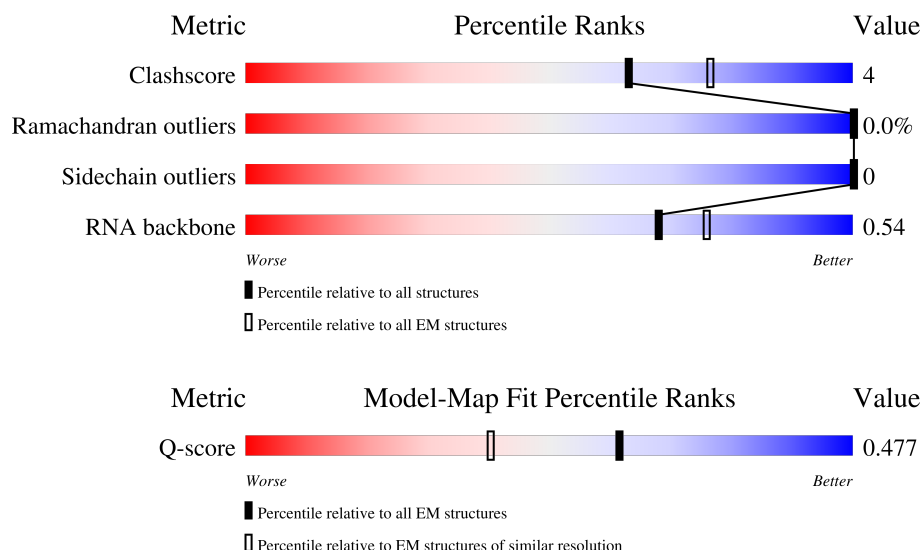 Metric Percentile Ranks Value
Clashscore 4
Ramachandran outliers 0.0%
Sidechain outliers 0
RNA backbone 0.54
Worse Better
Percentile relative to all structures
Percentile relative to all EM structures
Metric Model-Map Fit Percentile Ranks Value
Q-score 0.477
Worse Better
Percentile relative to all EM structures
Percentile relative to EM structures of similar resolution